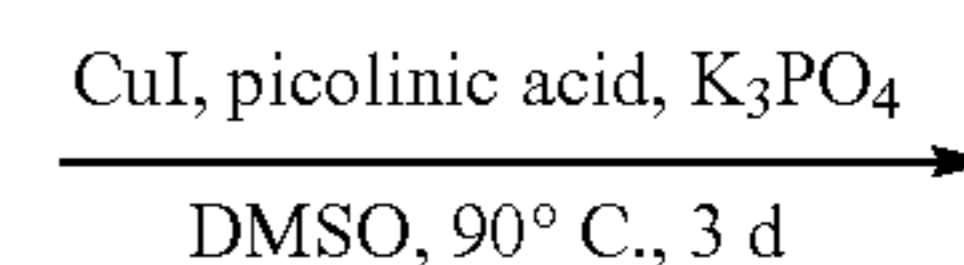 CuI, picolinic acid, K₃PO₄
DMSO, 90° C., 3 d